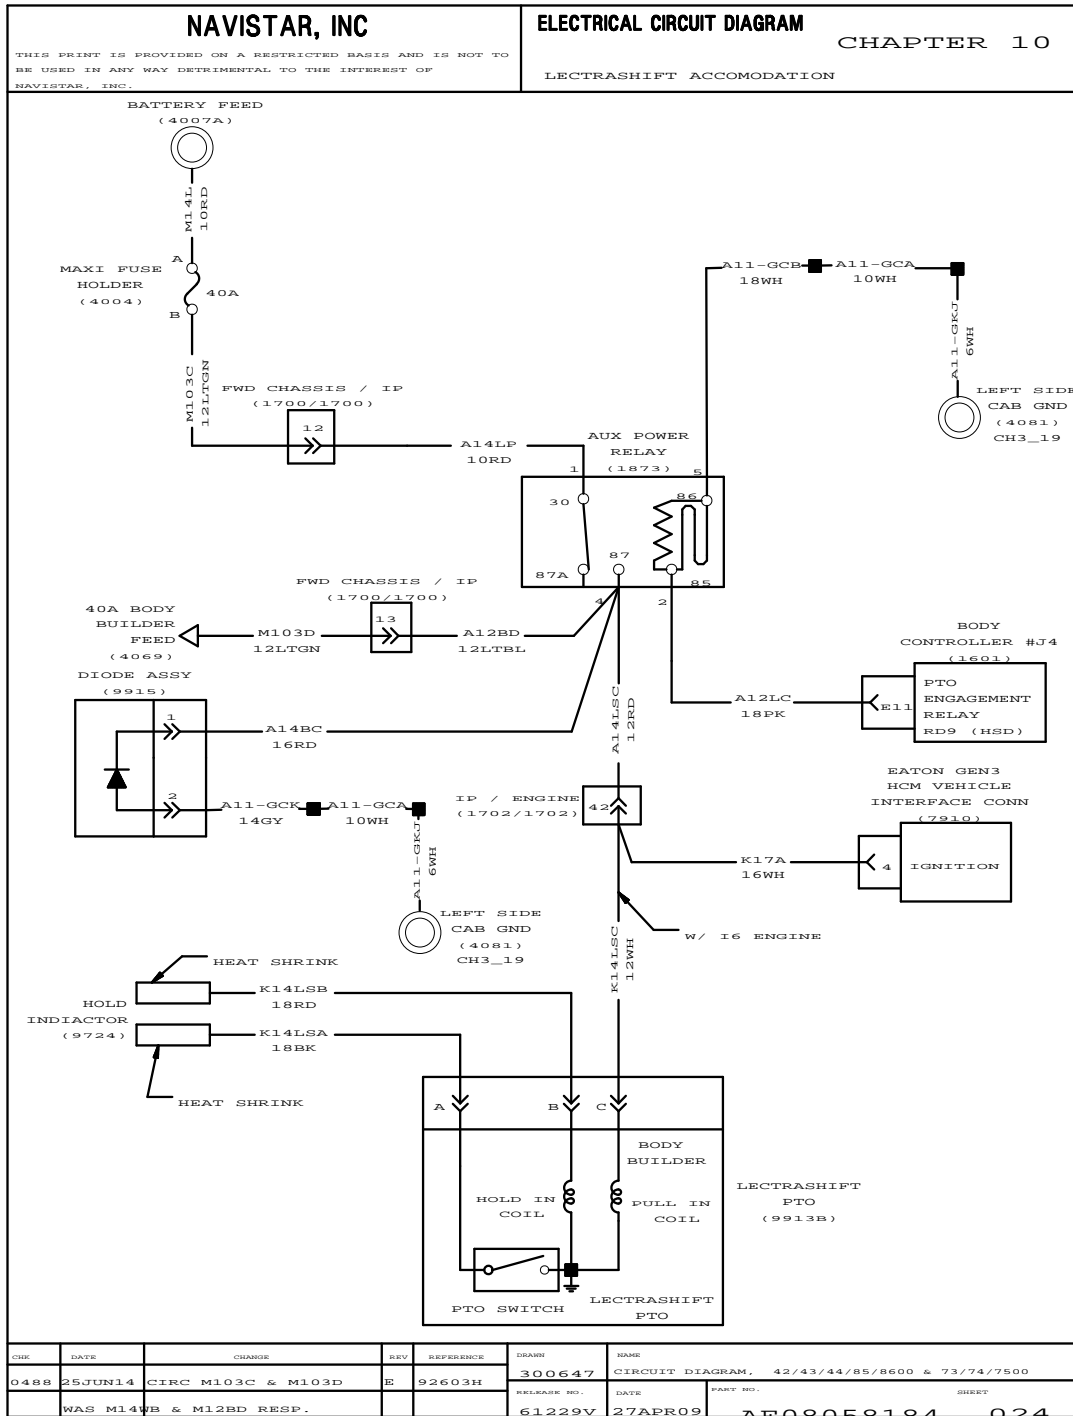 NAVISTAR, INC
THIS PRINT IS PROVIDED ON A RESTRICTED BASIS AND IS NOT TO
BE USED IN ANY WAY DETRIMENTAL TO THE INTEREST OF
NAVISTAR, INC.
ELECTRICAL CIRCUIT DIAGRAM
CHAPTER 10
LECTRASHIFT ACCOMODATION
BATTERY FEED
(4007A)
M14L
10RD
A
MAXI FUSE
HOLDER
(4004)
40A
B
M103C
12LTGN
FWD CHASSIS / IP
(1700/1700)
12
A14LP
10RD
A11-GCB
18WH
A11-GCA
10WH
A11-GKJ
6WH
LEFT SIDE
CAB GND
(4081)
CH3_19
AUX POWER
RELAY
(1873)
1
5
30
86
87
87A
85
4
2
FWD CHASSIS / IP
(1700/1700)
13
40A BODY
BUILDER
FEED
(4069)
M103D
12LTGN
A12BD
12LTBL
DIODE ASSY
(9915)
1
A14BC
16RD
2
A11-GCK
14GY
A11-GCA
10WH
A11-GKJ
6WH
LEFT SIDE
CAB GND
(4081)
CH3_19
A14LSC
12RD
A12LC
18PK
BODY
CONTROLLER #J4
(1601)
E11
PTO
ENGAGEMENT
RELAY
RD9 (HSD)
IP / ENGINE
(1702/1702)
42
EATON GEN3
HCM VEHICLE
INTERFACE CONN
(7910)
K17A
16WH
4
IGNITION
W/ I6 ENGINE
K14LSC
12WH
HEAT SHRINK
HOLD
INDIACTOR
(9724)
K14LSB
18RD
K14LSA
18BK
HEAT SHRINK
A
B
C
BODY
BUILDER
HOLD IN
COIL
PULL IN
COIL
LECTRASHIFT
PTO
(9913B)
PTO SWITCH
LECTRASHIFT
PTO
CHK
DATE
CHANGE
REV
REFERENCE
0488
25JUN14
CIRC M103C & M103D
E
92603H
WAS M14WB & M12BD RESP.
DRAWN
300647
NAME
CIRCUIT DIAGRAM, 42/43/44/85/8600 & 73/74/7500
RELEASE NO.
61229V
DATE
27APR09
PART NO.
AE08058184
SHEET
024